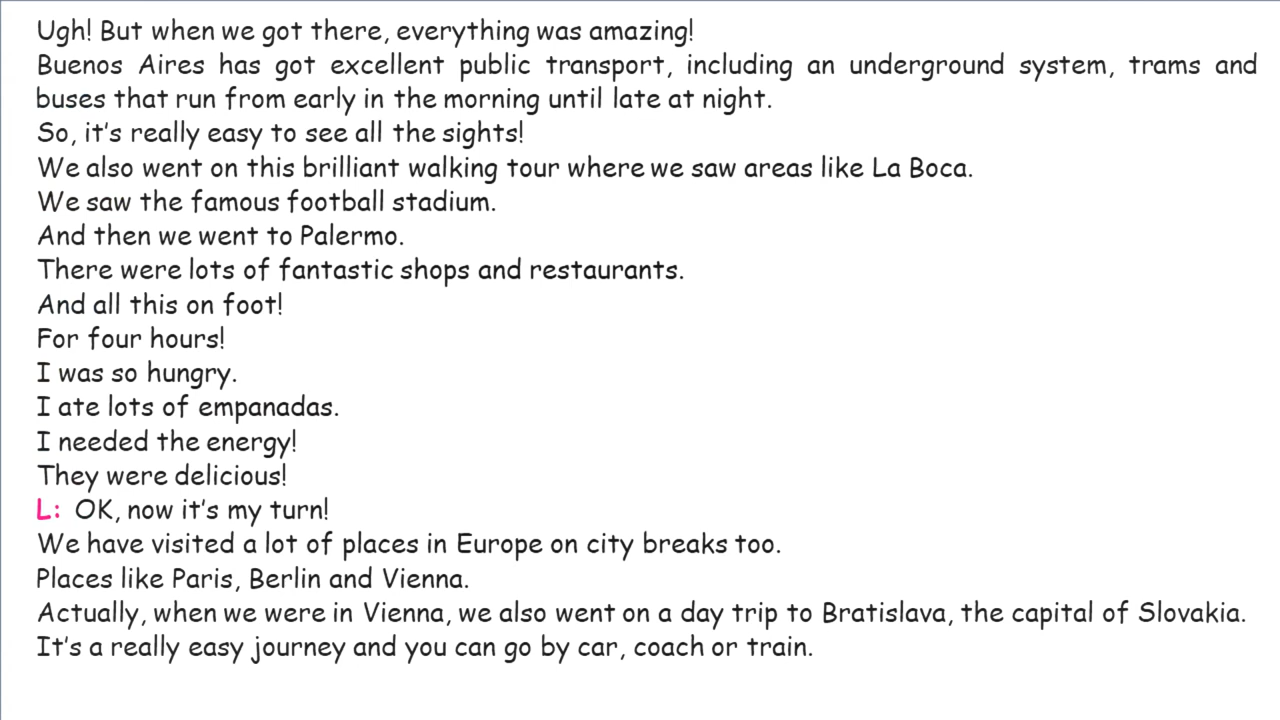 Ugh! But when we got there, everything was amazing!
Buenos Aires has got excellent public transport, including an underground system, trams and
buses that run from early in the morning until late at night.
So, it's really easy to see all the sights!
We also went on this brilliant walking tour where we saw areas like La Boca.
We saw the famous football stadium.
And then we went to Palermo.
There were lots of fantastic shops and restaurants.
And all this on foot!
For four hours!
I was so hungry.
I ate lots of empanadas.
I needed the energy!
They were delicious!
L: OK, now it's my turn!
We have visited a lot of places in Europe on city breaks too.
Places like Paris, Berlin and Vienna.
Actually, when we were in Vienna, we also went on a day trip to Bratislava, the capital of Slovakia.
It's a really easy journey and you can go by car, coach or train.